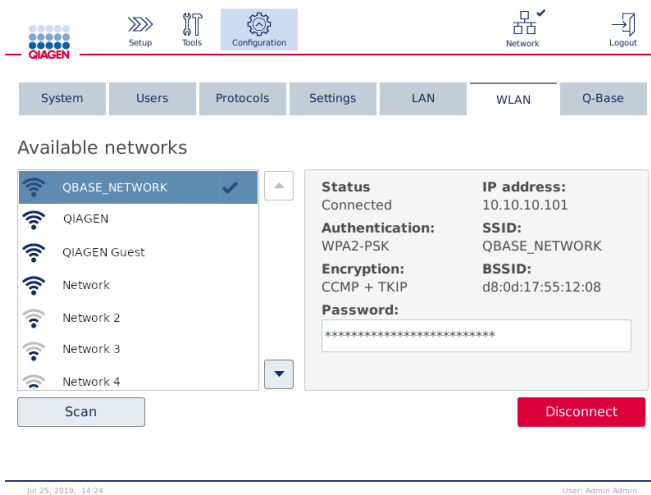 QIAGEN
Setup
Tools
Configuration
Network
Logout
System
Users
Protocols
Settings
LAN
WLAN
Q-Base
Available networks
QBASE_NETWORK
QIAGEN
QIAGEN Guest
Network
Network 2
Network 3
Network 4
Scan
Status
Connected
IP address:
10.10.10.101
Authentication:
WPA2-PSK
SSID:
QBASE_NETWORK
Encryption:
CCMP + TKIP
BSSID:
d8:0d:17:55:12:08
Password:
**************************
Disconnect
Jul 25, 2019, 14:24
User: Admin Admin